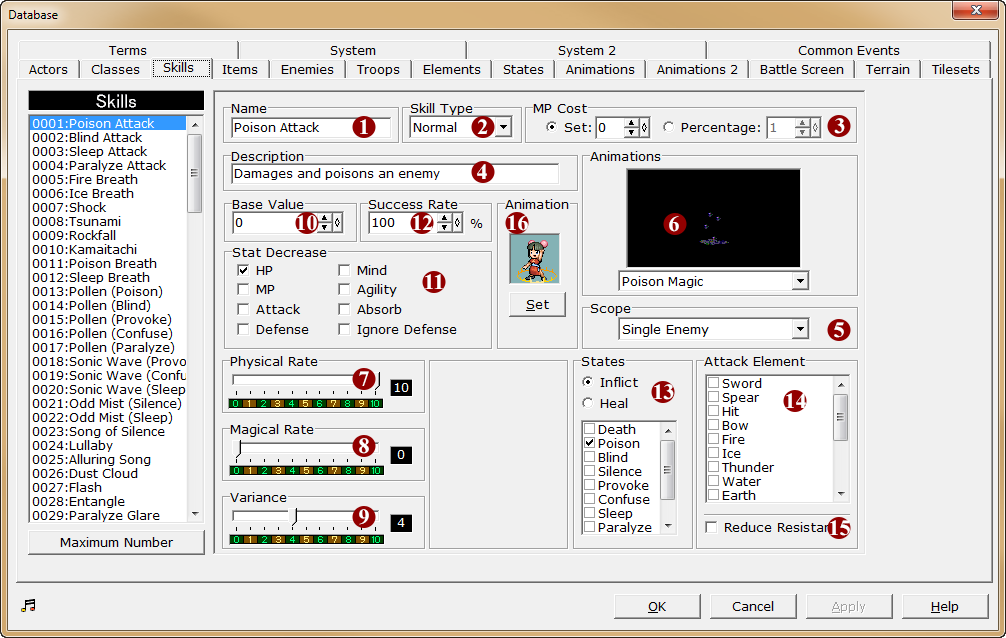 Database
Terms System System 2 Common Events
Actors Classes Skills Items Enemies Troops Elements States Animations Animations 2 Battle Screen Terrain Tilesets
Skills
0001:Poison Attack
0002:Blind Attack
0003:Sleep Attack
0004:Paralyze Attack
0005:Fire Breath
0006:Ice Breath
0007:Shock
0008:Tsunami
0009:Rockfall
0010:Kamaitachi
0011:Poison Breath
0012:Sleep Breath
0013:Pollen (Poison)
0014:Pollen (Blind)
0015:Pollen (Provoke)
0016:Pollen (Confuse)
0017:Pollen (Paralyze)
0018:Sonic Wave (Provo
0019:Sonic Wave (Confu
0020:Sonic Wave (Sleep
0021:Odd Mist (Silence)
0022:Odd Mist (Sleep)
0023:Song of Silence
0024:Lullaby
0025:Alluring Song
0026:Dust Cloud
0027:Flash
0028:Entangle
0029:Paralyze Glare
Maximum Number
Name
Poison Attack 1
Skill Type
Normal 2
MP Cost
Set: 0 Percentage: 1 3
Description
Damages and poisons an enemy 4
Animations
6
Poison Magic
Base Value
0 10
Success Rate
100 12 %
Animation
16
Set
Stat Decrease
HP Mind 11
MP Agility
Attack Absorb
Defense Ignore Defense
Scope
Single Enemy 5
Physical Rate
7 10
0 1 2 3 4 5 6 7 8 9 10
Magical Rate
8 0
0 1 2 3 4 5 6 7 8 9 10
Variance
9 4
0 1 2 3 4 5 6 7 8 9 10
States
Inflict 13
Heal
Death
Poison
Blind
Silence
Provoke
Confuse
Sleep
Paralyze
Attack Element
Sword
Spear 14
Hit
Bow
Fire
Ice
Thunder
Water
Earth
Reduce Resistan 15
OK Cancel Apply Help